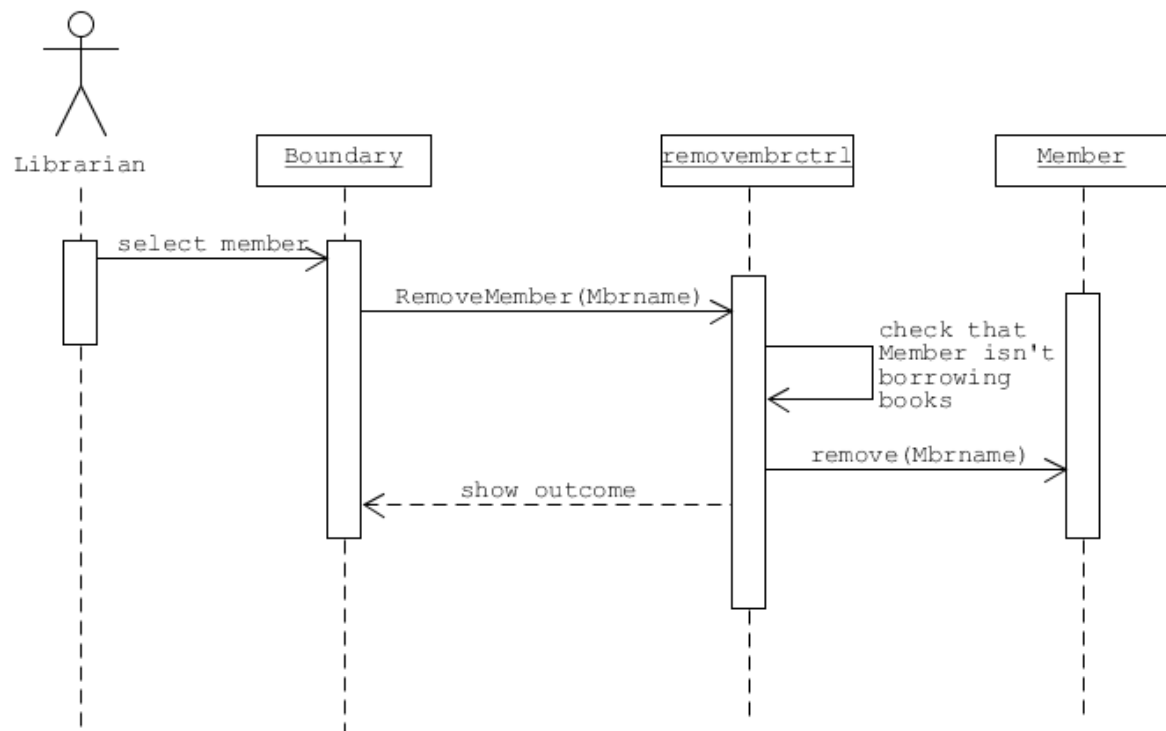 Librarian
Boundary
removembrctrl
Member
select member
RemoveMember(Mbrname)
check that
Member isn't
borrowing
books
remove(Mbrname)
show outcome